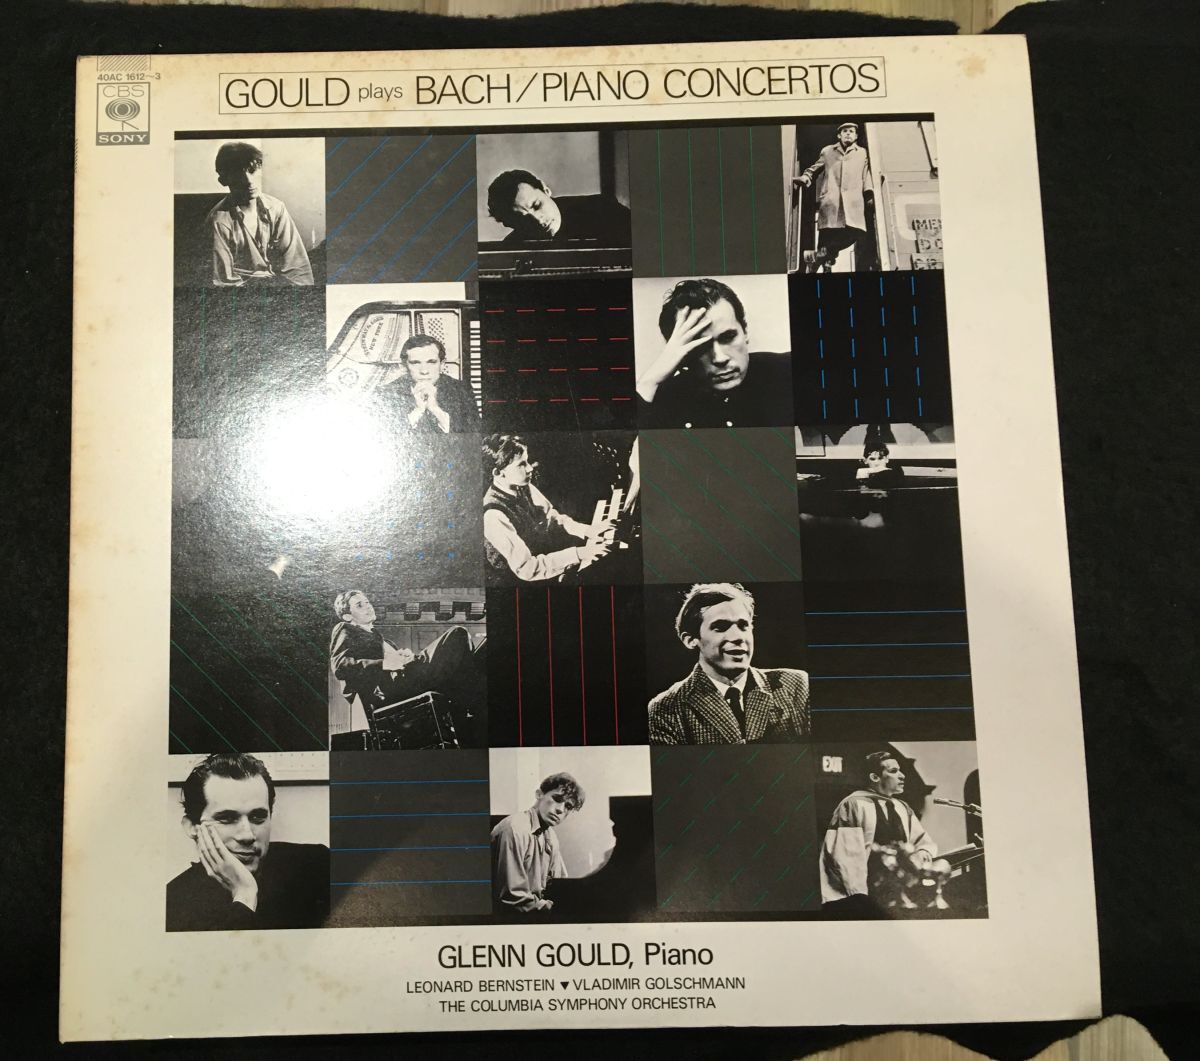 40AC 1612~3
CBS
SONY
GOULD plays BACH/PIANO CONCERTOS
EXIT
GLENN GOULD, Piano
LEONARD BERNSTEIN ▼ VLADIMIR GOLSCHMANN
THE COLUMBIA SYMPHONY ORCHESTRA